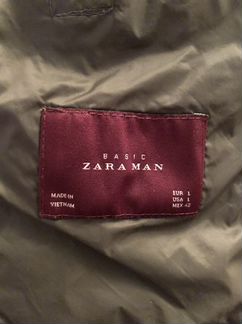 BASIC
ZARA MAN
MADE IN
VIETNAM
EUR L
USA L
MEX 42